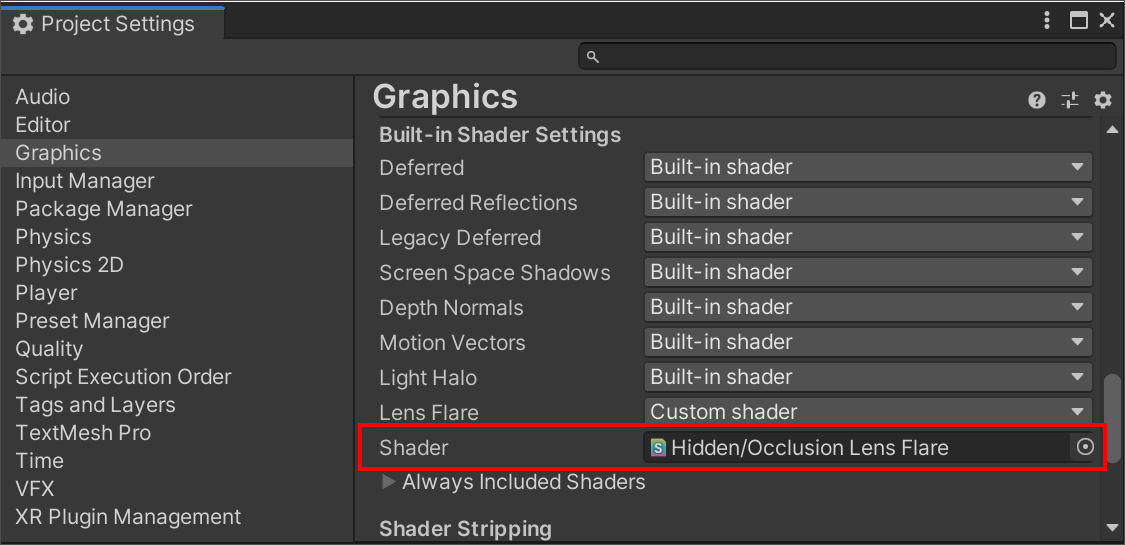 Project Settings
Audio
Editor
Graphics
Input Manager
Package Manager
Physics
Physics 2D
Player
Preset Manager
Quality
Script Execution Order
Tags and Layers
TextMesh Pro
Time
VFX
XR Plugin Management
Graphics
Built-in Shader Settings
Deferred Built-in shader
Deferred Reflections Built-in shader
Legacy Deferred Built-in shader
Screen Space Shadows Built-in shader
Depth Normals Built-in shader
Motion Vectors Built-in shader
Light Halo Built-in shader
Lens Flare Custom shader
Shader Hidden/Occlusion Lens Flare
Always Included Shaders
Shader Stripping